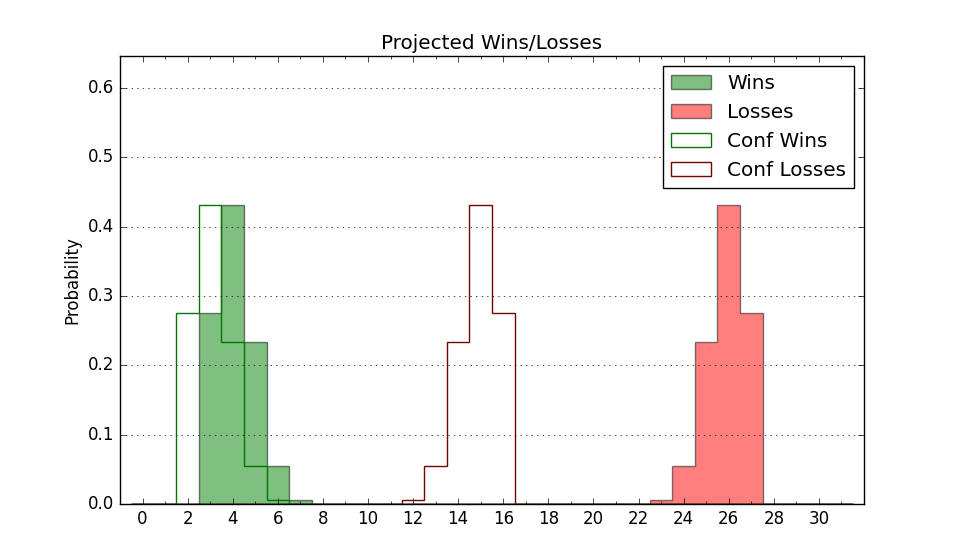 Projected Wins/Losses
Wins
Losses
Conf Wins
Conf Losses
Probability
0.6
0.5
0.4
0.3
0.2
0.1
0.0
0 2 4 6 8 10 12 14 16 18 20 22 24 26 28 30